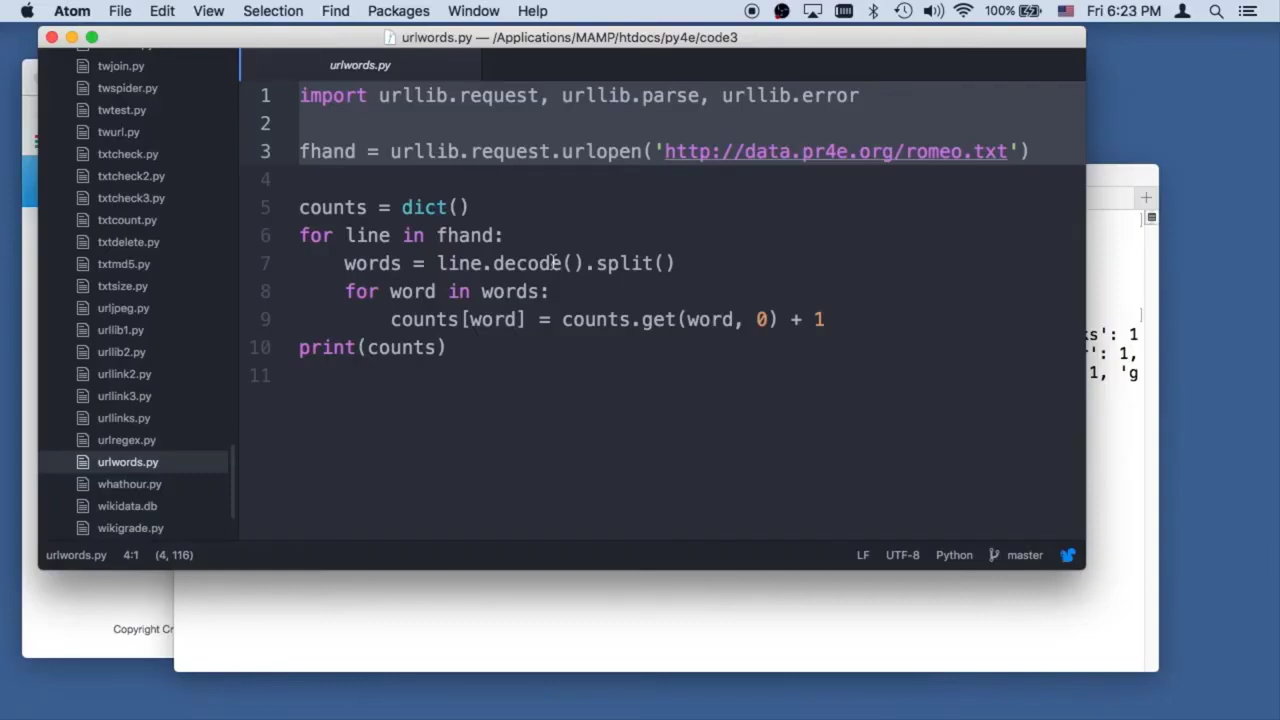 Atom File Edit View Selection Find Packages Window Help 100% Fri 6:23 PM
urlwords.py — /Applications/MAMP/htdocs/py4e/code3
twjoin.py
twspider.py
twtest.py
twurl.py
txtcheck.py
txtcheck2.py
txtcheck3.py
txtcount.py
txtdelete.py
txtmd5.py
txtsize.py
urljpeg.py
urllib1.py
urllib2.py
urllink2.py
urllink3.py
urllinks.py
urlregex.py
urlwords.py
whathour.py
wikidata.db
wikigrade.py
urlwords.py
1 import urllib.request, urllib.parse, urllib.error
2
3 fhand = urllib.request.urlopen('http://data.pr4e.org/romeo.txt')
4
5 counts = dict()
6 for line in fhand:
7 words = line.decode().split()
8 for word in words:
9 counts[word] = counts.get(word, 0) + 1
10 print(counts)
11
urlwords.py 4:1 (4, 116) LF UTF-8 Python master
]
]
s': 1
': 1,
1, 'g
Copyright Cr